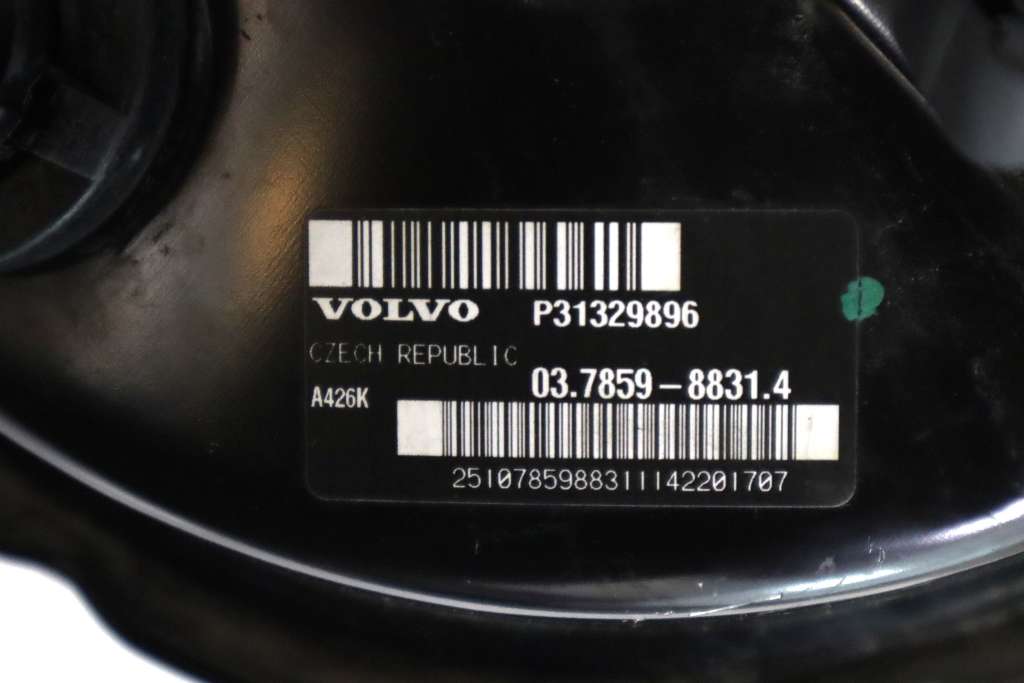 VOLVO P31329896
CZECH REPUBLIC
03.7859-8831.4
A426K
2510785988311142201707